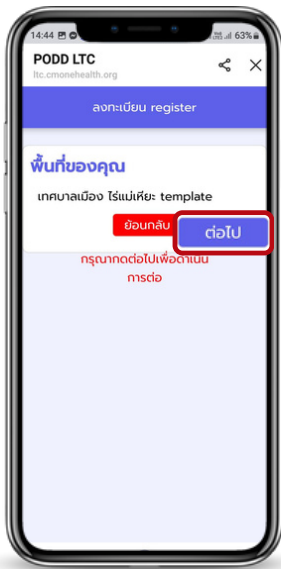 14:44
63%
PODD LTC
ltc.cmonehealth.org
ลงทะเบียน register
พื้นที่ของคุณ
เทศบาลเมือง ไร่แม่เหียะ template
ย้อนกลับ
ต่อไป
กรุณากดต่อไปเพื่อดำเนิน
การต่อ